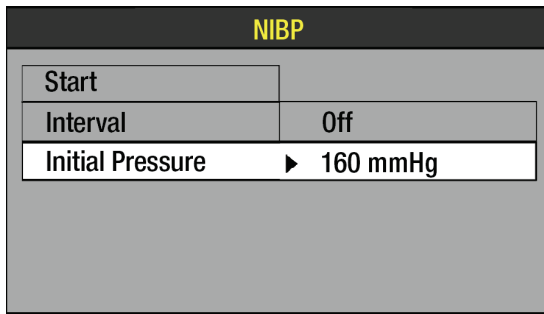 NIBP
Start
Interval Off
Initial Pressure ▶ 160 mmHg